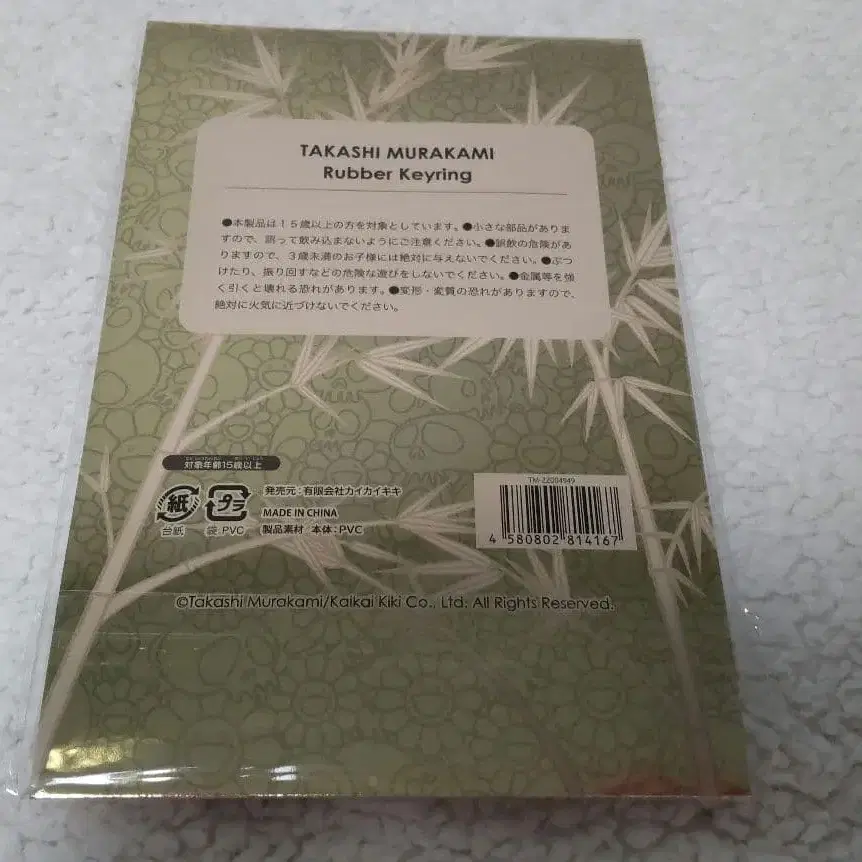 TAKASHI MURAKAMI
Rubber Keyring
●本製品は15歳以上の方を対象としています。●小さな部品がありま
すので、誤って飲み込まないようにご注意ください。●誤飲の危険があ
りますので、3歳未満のお子様には絶対に与えないでください。●ぶつ
けたり、振り回すなどの危険な遊びをしないでください。●金属等を強
く引くと壊れる恐れがあります。●変形・変質の恐れがありますので、
絶対に火気に近づけないでください。
対象年齢15歳以上
紙
台紙
プラ
袋:PVC
発売元:有限会社カイカイキキ
MADE IN CHINA
製品素材/本体:PVC
TM-22004949
4 580802 814167
©Takashi Murakami/Kaikai Kiki Co., Ltd. All Rights Reserved.